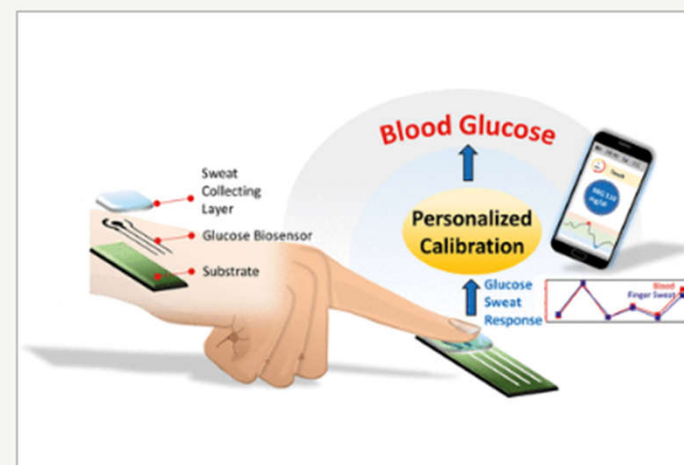 Blood Glucose
Sweat
Collecting
Layer
Glucose Biosensor
Substrate
Personalized
Calibration
Glucose
Sweat
Response
Blood
Finger Sweat